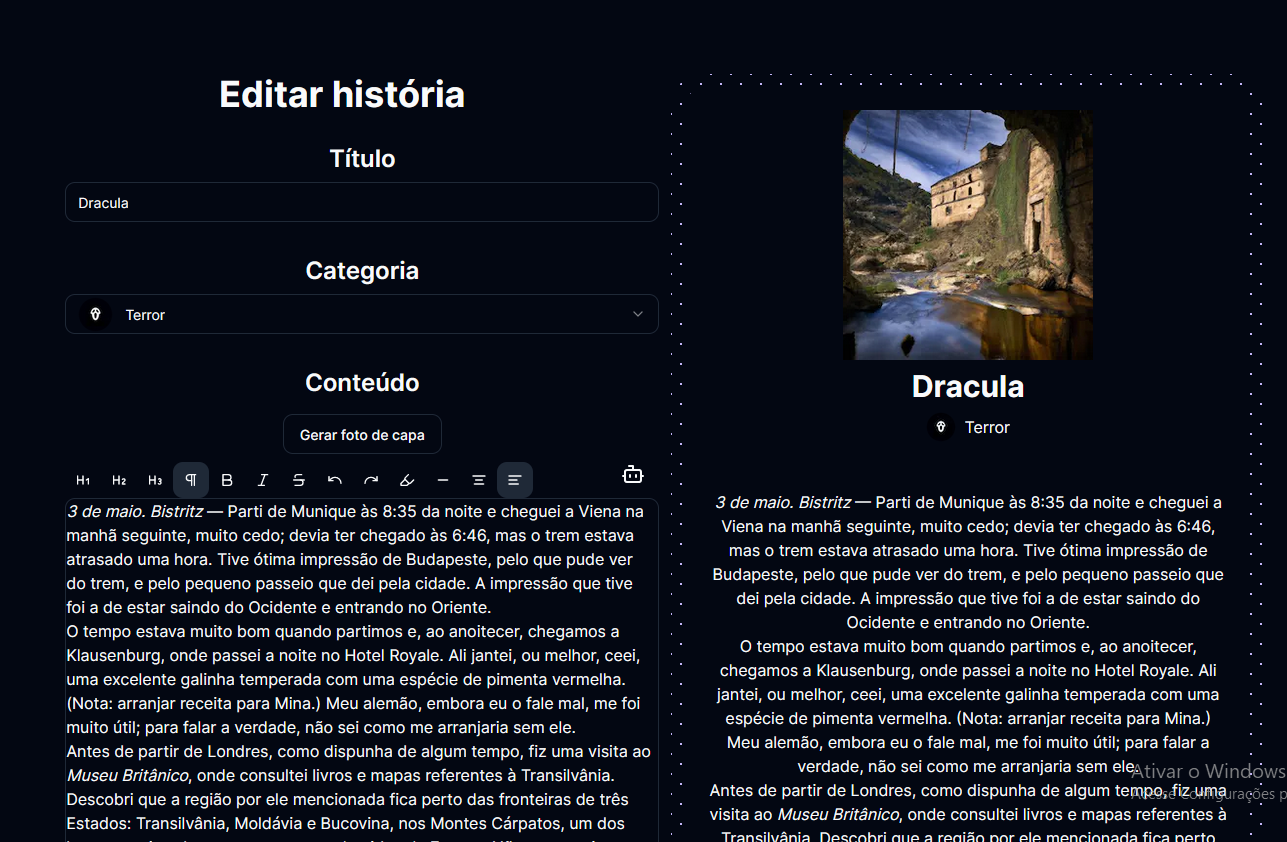 Editar história
Título
Dracula
Categoria
Terror
Conteúdo
Gerar foto de capa
H1 H2 H3 B I S
3 de maio. Bistritz — Parti de Munique às 8:35 da noite e cheguei a Viena na
manhã seguinte, muito cedo; devia ter chegado às 6:46, mas o trem estava
atrasado uma hora. Tive ótima impressão de Budapeste, pelo que pude ver
do trem, e pelo pequeno passeio que dei pela cidade. A impressão que tive
foi a de estar saindo do Ocidente e entrando no Oriente.
O tempo estava muito bom quando partimos e, ao anoitecer, chegamos a
Klausenburg, onde passei a noite no Hotel Royale. Ali jantei, ou melhor, ceei,
uma excelente galinha temperada com uma espécie de pimenta vermelha.
(Nota: arranjar receita para Mina.) Meu alemão, embora eu o fale mal, me foi
muito útil; para falar a verdade, não sei como me arranjaria sem ele.
Antes de partir de Londres, como dispunha de algum tempo, fiz uma visita ao
Museu Britânico, onde consultei livros e mapas referentes à Transilvânia.
Descobri que a região por ele mencionada fica perto das fronteiras de três
Estados: Transilvânia, Moldávia e Bucovina, nos Montes Cárpatos, um dos
Dracula
Terror
3 de maio. Bistritz — Parti de Munique às 8:35 da noite e cheguei a
Viena na manhã seguinte, muito cedo; devia ter chegado às 6:46,
mas o trem estava atrasado uma hora. Tive ótima impressão de
Budapeste, pelo que pude ver do trem, e pelo pequeno passeio que
dei pela cidade. A impressão que tive foi a de estar saindo do
Ocidente e entrando no Oriente.
O tempo estava muito bom quando partimos e, ao anoitecer,
chegamos a Klausenburg, onde passei a noite no Hotel Royale. Ali
jantei, ou melhor, ceei, uma excelente galinha temperada com uma
espécie de pimenta vermelha. (Nota: arranjar receita para Mina.)
Meu alemão, embora eu o fale mal, me foi muito útil; para falar a
verdade, não sei como me arranjaria sem ele.
Antes de partir de Londres, como dispunha de algum tempo, fiz uma
visita ao Museu Britânico, onde consultei livros e mapas referentes à
Transilvânia. Descobri que a região por ele mencionada fica perto
Ativar o Windows
Acesse Configurações p